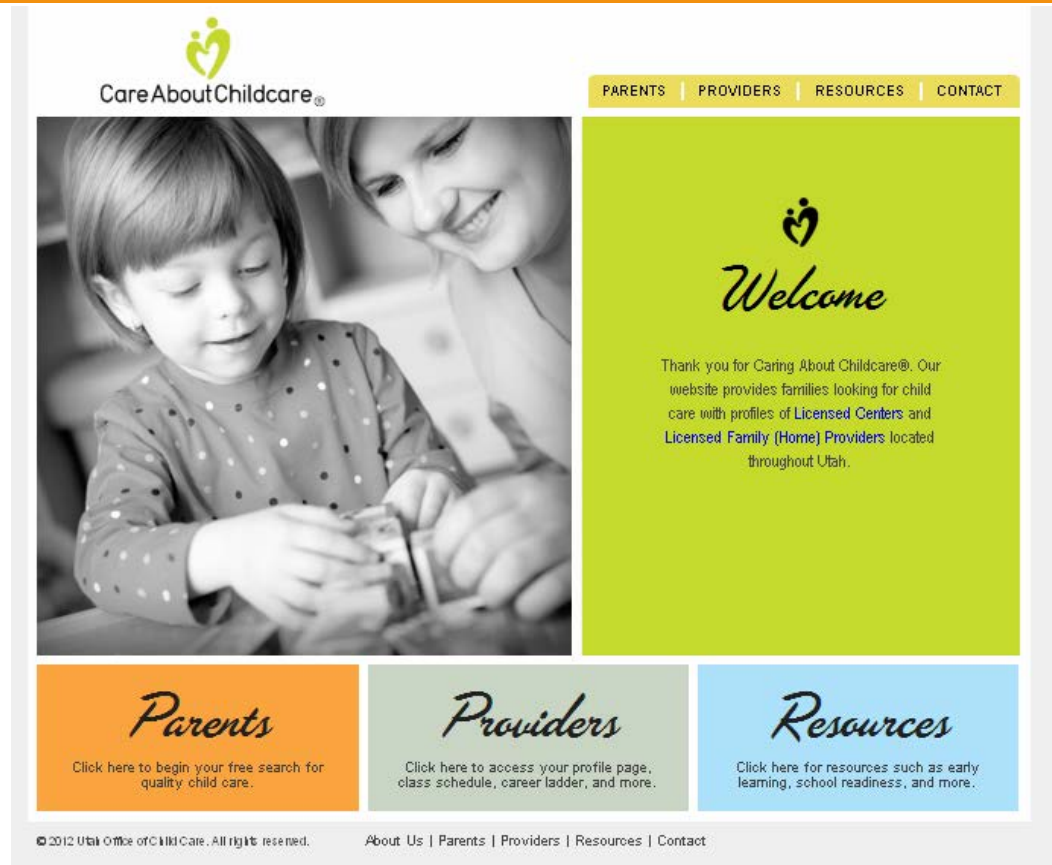 CareAboutChildcare®
PARENTS | PROVIDERS | RESOURCES | CONTACT
Welcome
Thank you for Caring About Childcare®. Our
website provides families looking for child
care with profiles of Licensed Centers and
Licensed Family (Home) Providers located
throughout Utah.
Parents
Click here to begin your free search for
quality child care.
Providers
Click here to access your profile page,
class schedule, career ladder, and more.
Resources
Click here for resources such as early
learning, school readiness, and more.
© 2012 Utah Office of Child Care. All rights reserved.
About Us | Parents | Providers | Resources | Contact